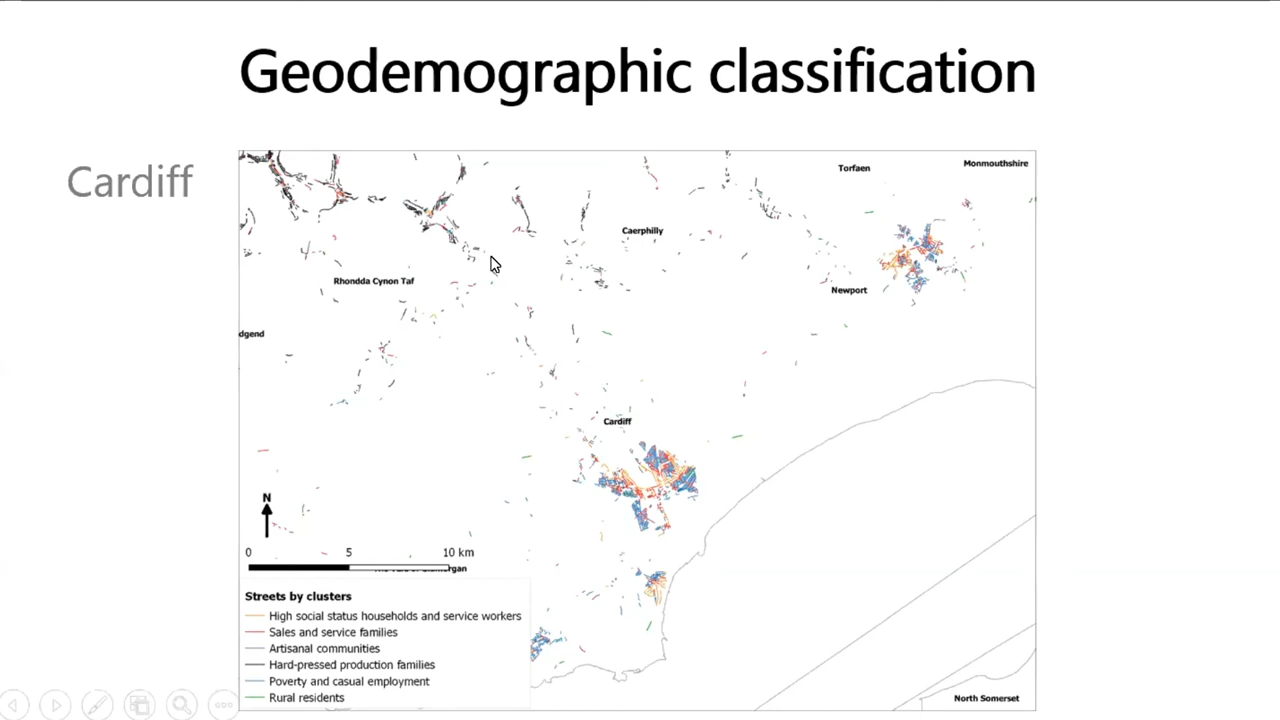 Geodemographic classification
Cardiff
Torfaen
Monmouthshire
Caerphilly
Rhondda Cynon Taf
Newport
dgend
Cardiff
N
0 5 10 km
organ
Streets by clusters
High social status households and service workers
Sales and service families
Artisanal communities
Hard-pressed production families
Poverty and casual employment
Rural residents
North Somerset